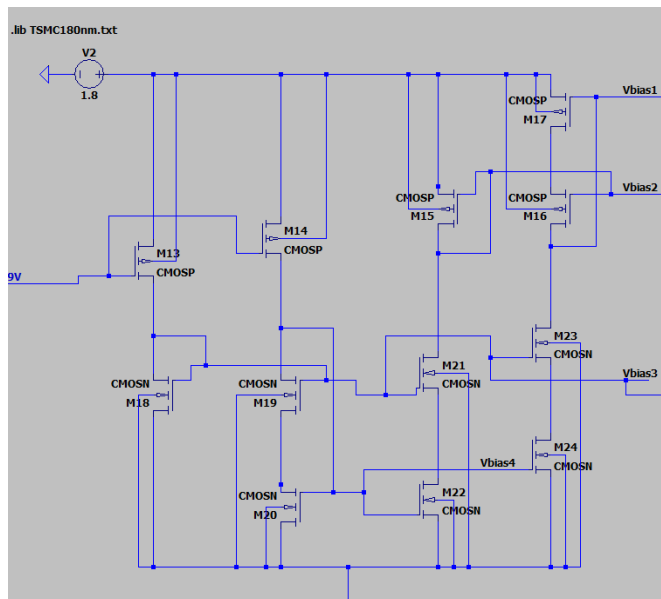 .lib TSMC180nm.txt
V2
1.8
CMOSP
M17
Vbias1
CMOSP
M15
CMOSP
M16
Vbias2
M14
CMOSP
M13
CMOSP
9V
M23
CMOSN
M21
CMOSN
CMOSN
M18
CMOSN
M19
Vbias3
M24
CMOSN
Vbias4
CMOSN
M20
M22
CMOSN